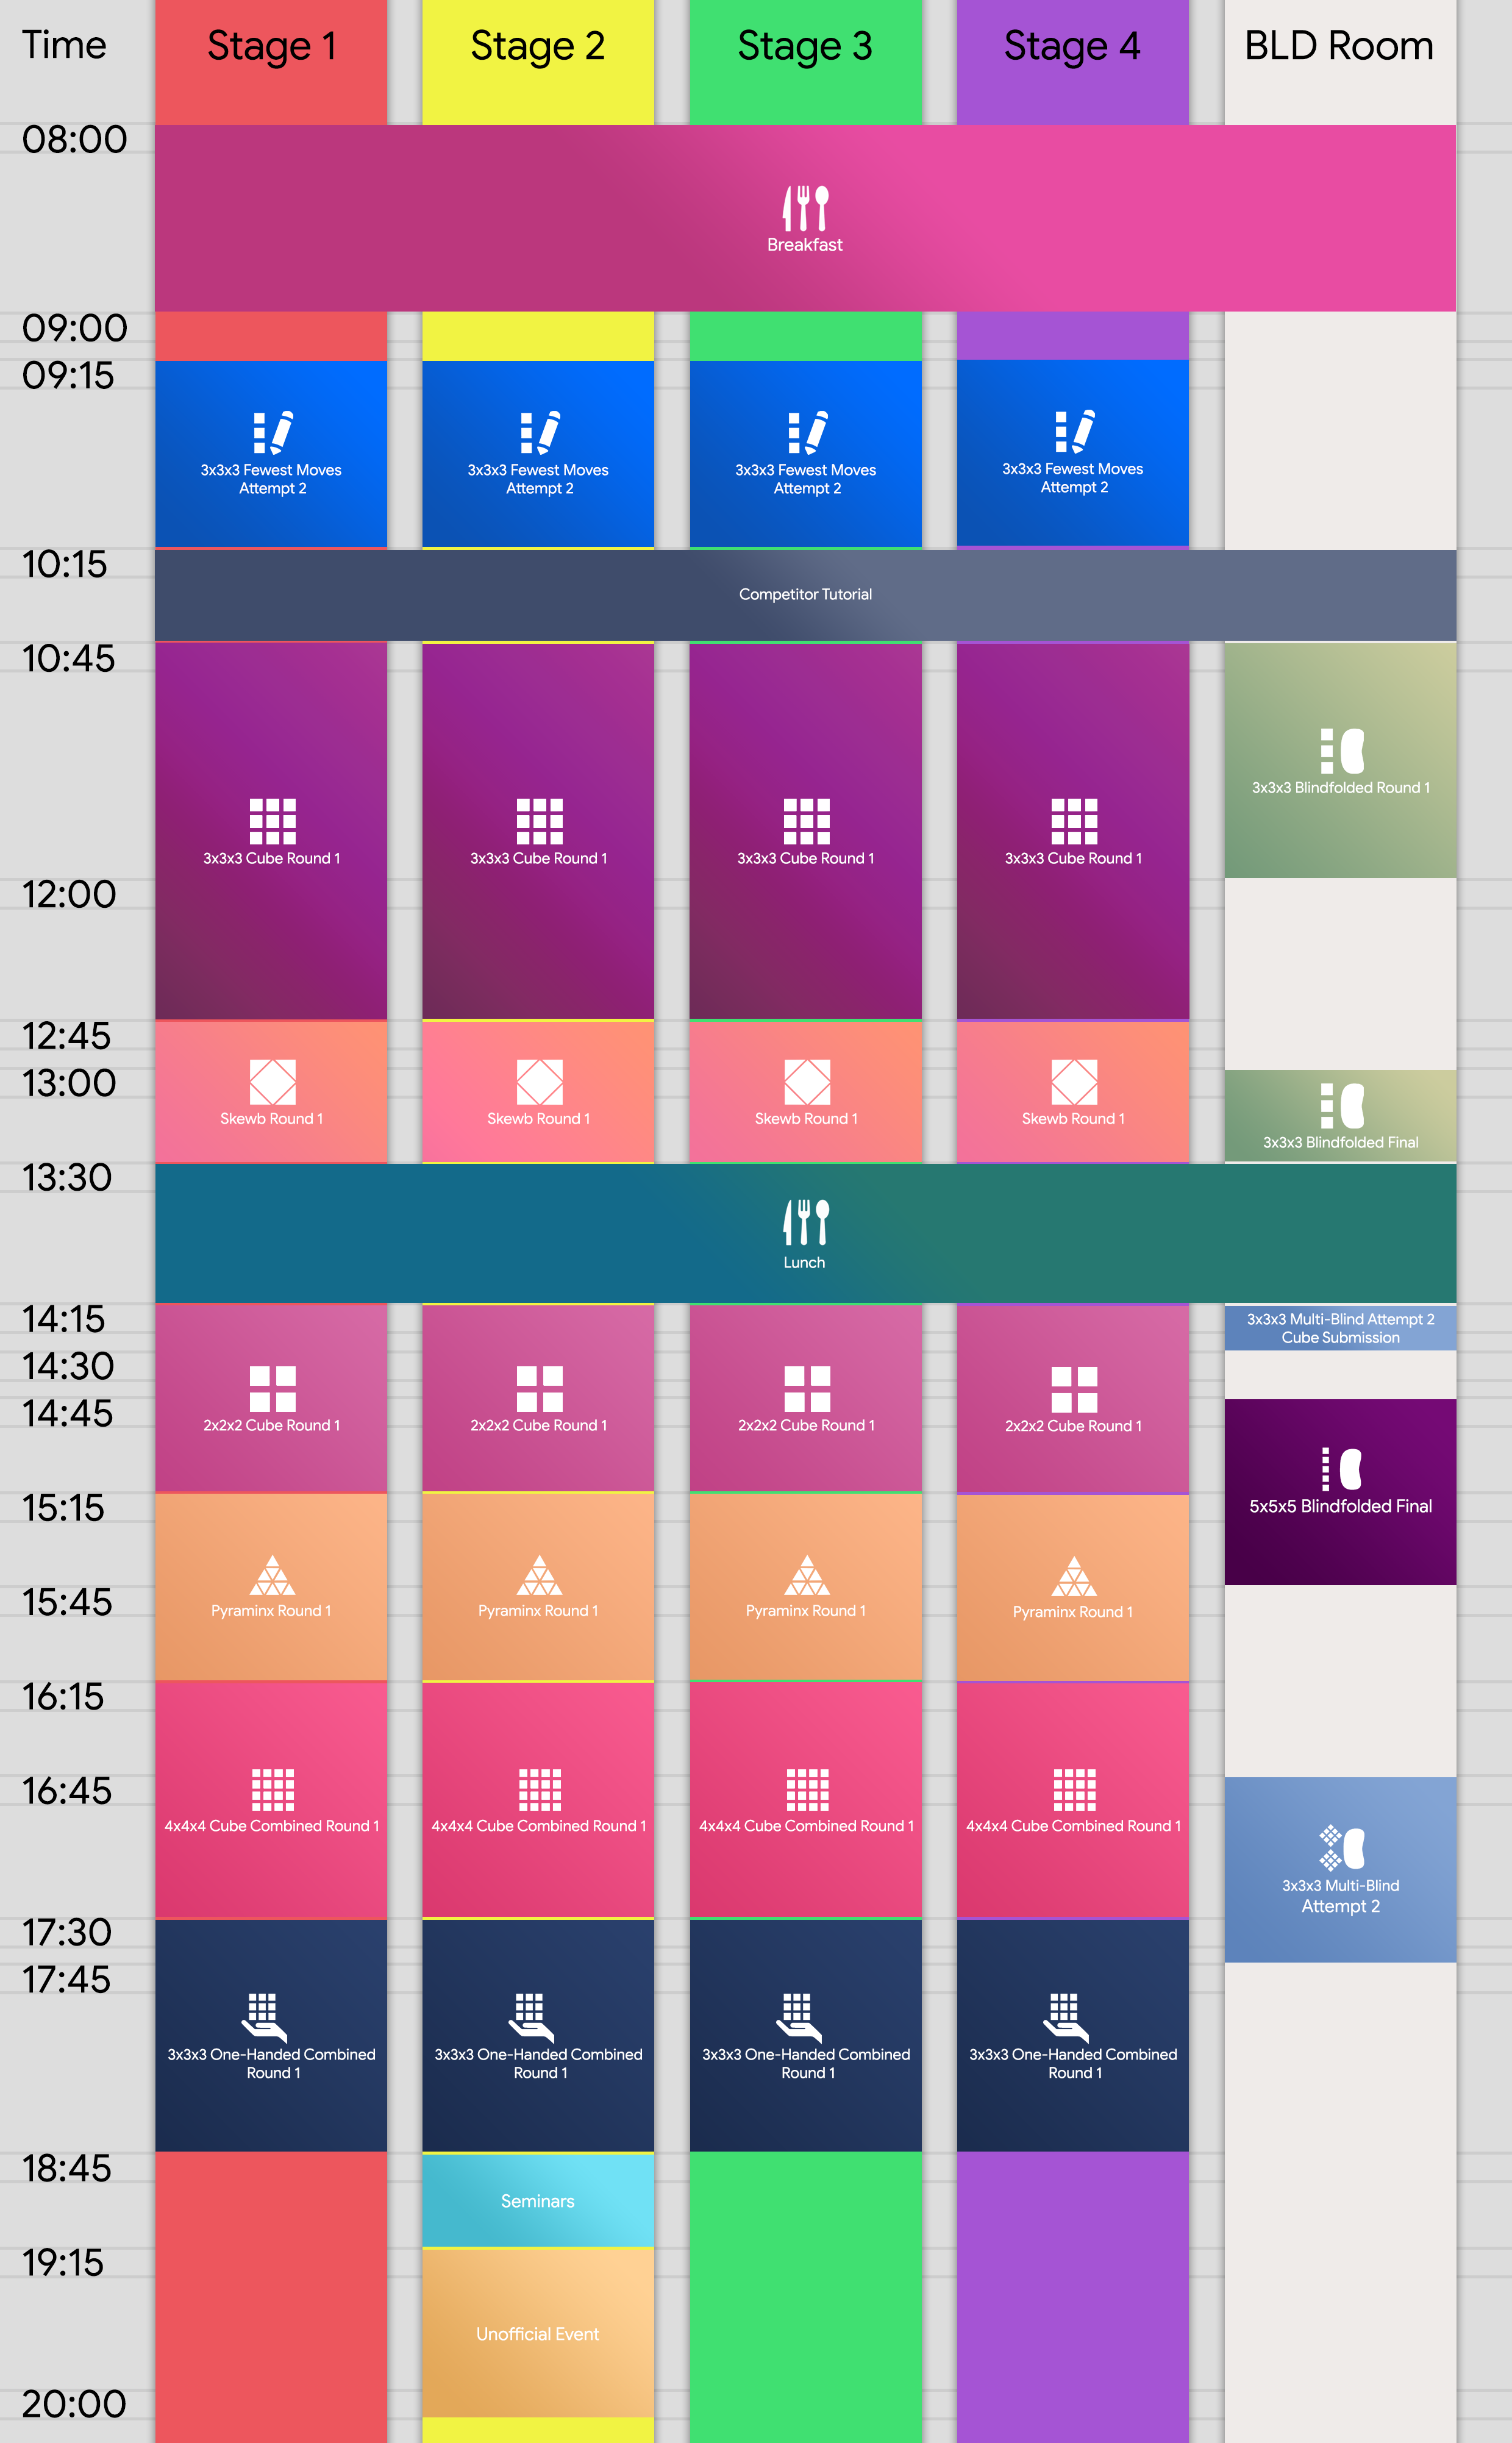 Time
Stage 1
Stage 2
Stage 3
Stage 4
BLD Room
08:00
Breakfast
09:00
09:15
3x3x3 Fewest Moves
Attempt 2
3x3x3 Fewest Moves
Attempt 2
3x3x3 Fewest Moves
Attempt 2
3x3x3 Fewest Moves
Attempt 2
10:15
Competitor Tutorial
10:45
3x3x3 Blindfolded Round 1
3x3x3 Cube Round 1
3x3x3 Cube Round 1
3x3x3 Cube Round 1
3x3x3 Cube Round 1
12:00
12:45
13:00
Skewb Round 1
Skewb Round 1
Skewb Round 1
Skewb Round 1
3x3x3 Blindfolded Final
13:30
Lunch
14:15
3x3x3 Multi-Blind Attempt 2
Cube Submission
14:30
14:45
2x2x2 Cube Round 1
2x2x2 Cube Round 1
2x2x2 Cube Round 1
2x2x2 Cube Round 1
15:15
5x5x5 Blindfolded Final
15:45
Pyraminx Round 1
Pyraminx Round 1
Pyraminx Round 1
Pyraminx Round 1
16:15
16:45
4x4x4 Cube Combined Round 1
4x4x4 Cube Combined Round 1
4x4x4 Cube Combined Round 1
4x4x4 Cube Combined Round 1
3x3x3 Multi-Blind
Attempt 2
17:30
17:45
3x3x3 One-Handed Combined
Round 1
3x3x3 One-Handed Combined
Round 1
3x3x3 One-Handed Combined
Round 1
3x3x3 One-Handed Combined
Round 1
18:45
Seminars
19:15
Unofficial Event
20:00